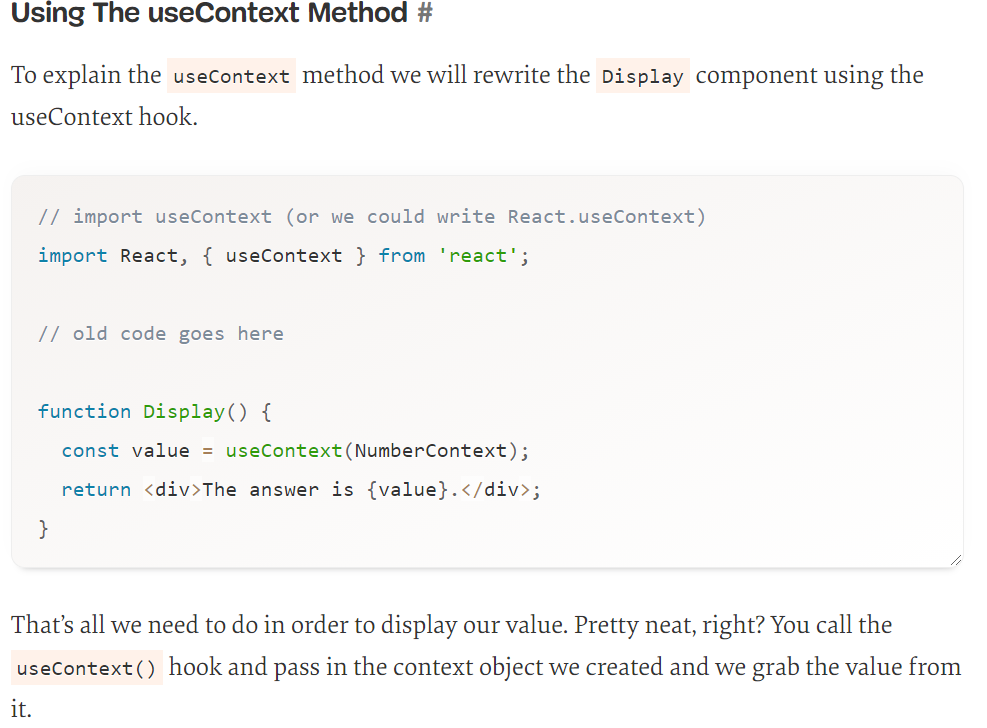 Using The useContext Method #
To explain the useContext method we will rewrite the Display component using the
useContext hook.
// import useContext (or we could write React.useContext)
import React, { useContext } from 'react';
// old code goes here
function Display() {
  const value = useContext(NumberContext);
  return <div>The answer is {value}.</div>;
}
That’s all we need to do in order to display our value. Pretty neat, right? You call the
useContext() hook and pass in the context object we created and we grab the value from
it.